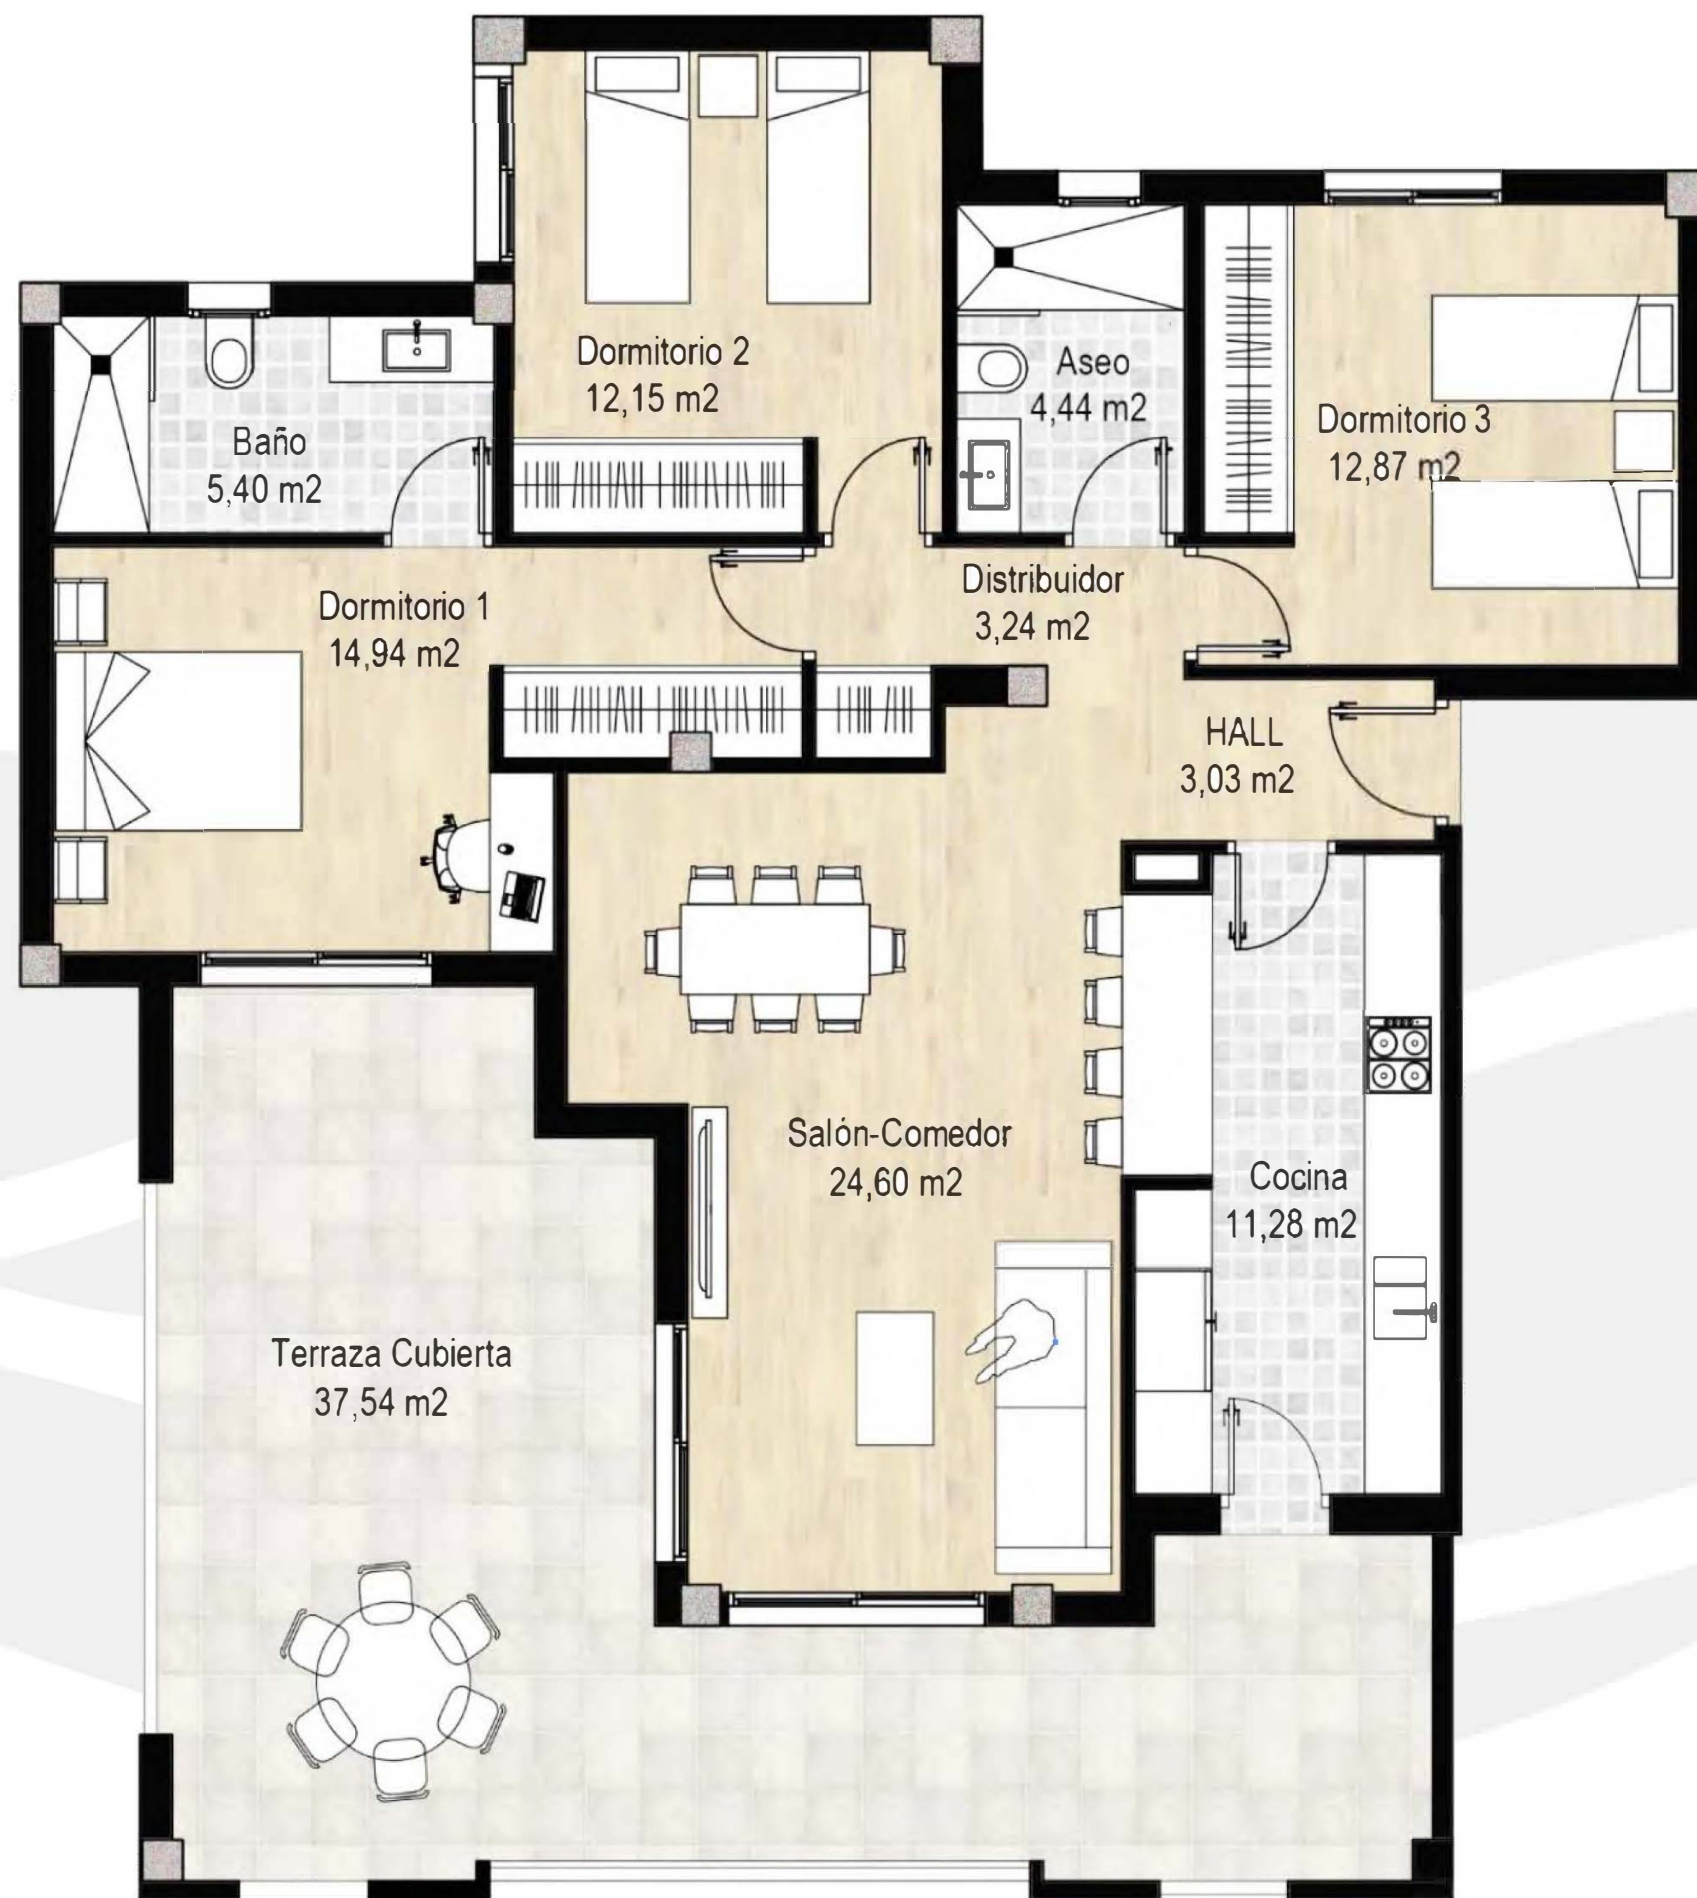 Dormitorio 2
12,15 m2
Aseo
4,44 m2
Dormitorio 3
12,87 m2
Baño
5,40 m2
Dormitorio 1
14,94 m2
Distribuidor
3,24 m2
HALL
3,03 m2
Salón-Comedor
24,60 m2
Cocina
11,28 m2
Terraza Cubierta
37,54 m2